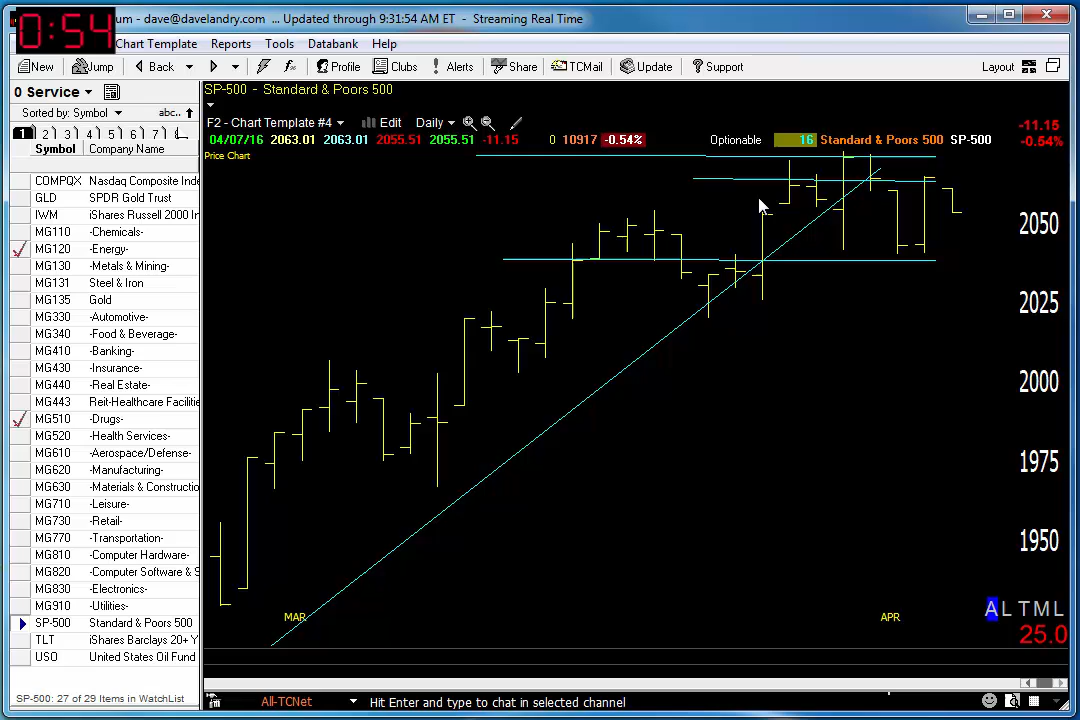 0:54
um - dave@davelandry.com ... Updated through 9:31:54 AM ET - Streaming Real Time
Chart Template Reports Tools Databank Help
New Jump Back Profile Clubs Alerts Share TCMail Update Support Layout
0 Service
Sorted by: Symbol abc..
1 2 3 4 5 6 7
Symbol Company Name
COMPQX Nasdaq Composite Inde
GLD SPDR Gold Trust
IWM iShares Russell 2000 In
MG110 -Chemicals-
MG120 -Energy-
MG130 -Metals & Mining-
MG131 Steel & Iron
MG135 Gold
MG330 -Automotive-
MG340 -Food & Beverage-
MG410 -Banking-
MG430 -Insurance-
MG440 -Real Estate-
MG443 Reit-Healthcare Facilitie
MG510 -Drugs-
MG520 -Health Services-
MG610 -Aerospace/Defense-
MG620 -Manufacturing-
MG630 -Materials & Constructio
MG710 -Leisure-
MG730 -Retail-
MG770 -Transportation-
MG810 -Computer Hardware-
MG820 -Computer Software & S
MG830 -Electronics-
MG910 -Utilities-
SP-500 Standard & Poors 500
TLT iShares Barclays 20+ Y
USO United States Oil Fund
SP-500: 27 of 29 Items in WatchList
SP-500 - Standard & Poors 500
F2 - Chart Template #4 Edit Daily
04/07/16 2063.01 2063.01 2055.51 2055.51 -11.15 0 10917 -0.54% Optionable 16 Standard & Poors 500 SP-500
-11.15
-0.54%
Price Chart
2050
2025
2000
1975
1950
MAR APR
A L T M L
25.0
All-TCNet Hit Enter and type to chat in selected channel